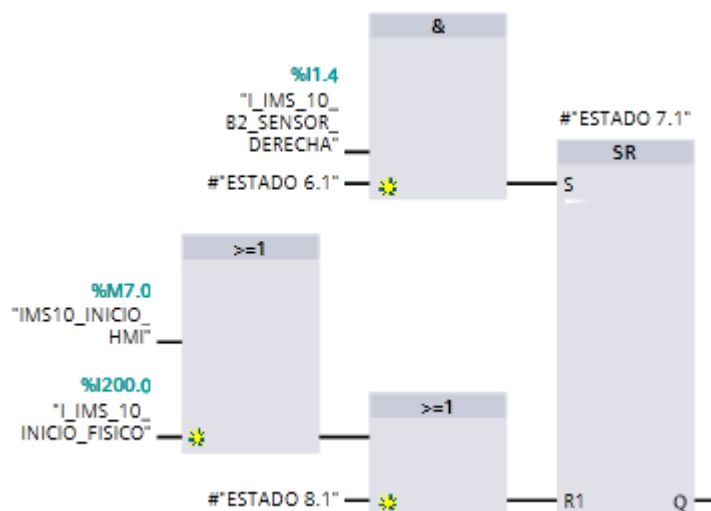 &
%I1.4
"I_IMS_10_
B2_SENSOR_
DERECHA"
#"ESTADO 6.1"
#"ESTADO 7.1"
SR
S
>=1
%M7.0
"IMS10_INICIO_
HMI"
%I200.0
"I_IMS_10_
INICIO_FISICO"
>=1
#"ESTADO 8.1"
R1
Q